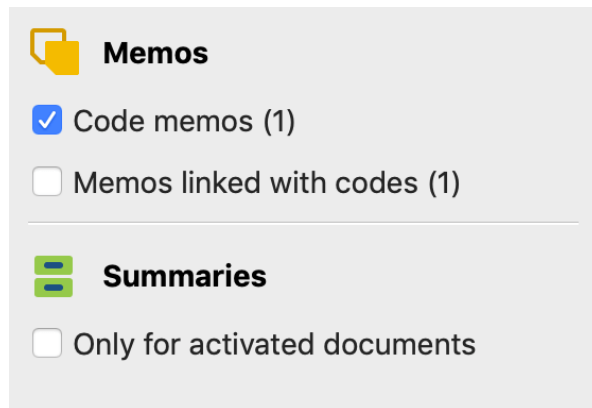 Memos
Code memos (1)
Memos linked with codes (1)
Summaries
Only for activated documents